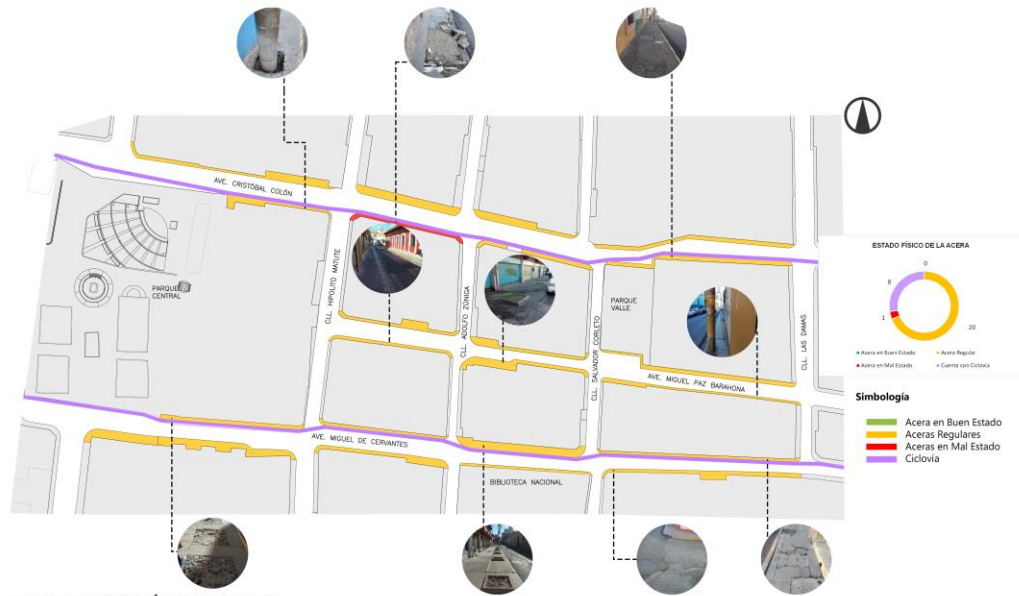 AVE. CRISTÓBAL COLÓN
PARQUE
CENTRAL
CLL. HIPOLITO MATUTE
CLL. ADOLFO ZÚNICA
CLL. SALVADOR CORLETO
PARQUE
VALLE
CLL. LAS DAMAS
AVE. MIGUEL PAZ BARAHONA
AVE. MIGUEL DE CERVANTES
BIBLIOTECA NACIONAL
ESTADO FÍSICO DE LA ACERA
0
8
1
20
Acera en Buen Estado
Acera Regular
Acera en Mal Estado
Cuenta con Ciclovia
Simbología
Acera en Buen Estado
Aceras Regulares
Aceras en Mal Estado
Ciclovía